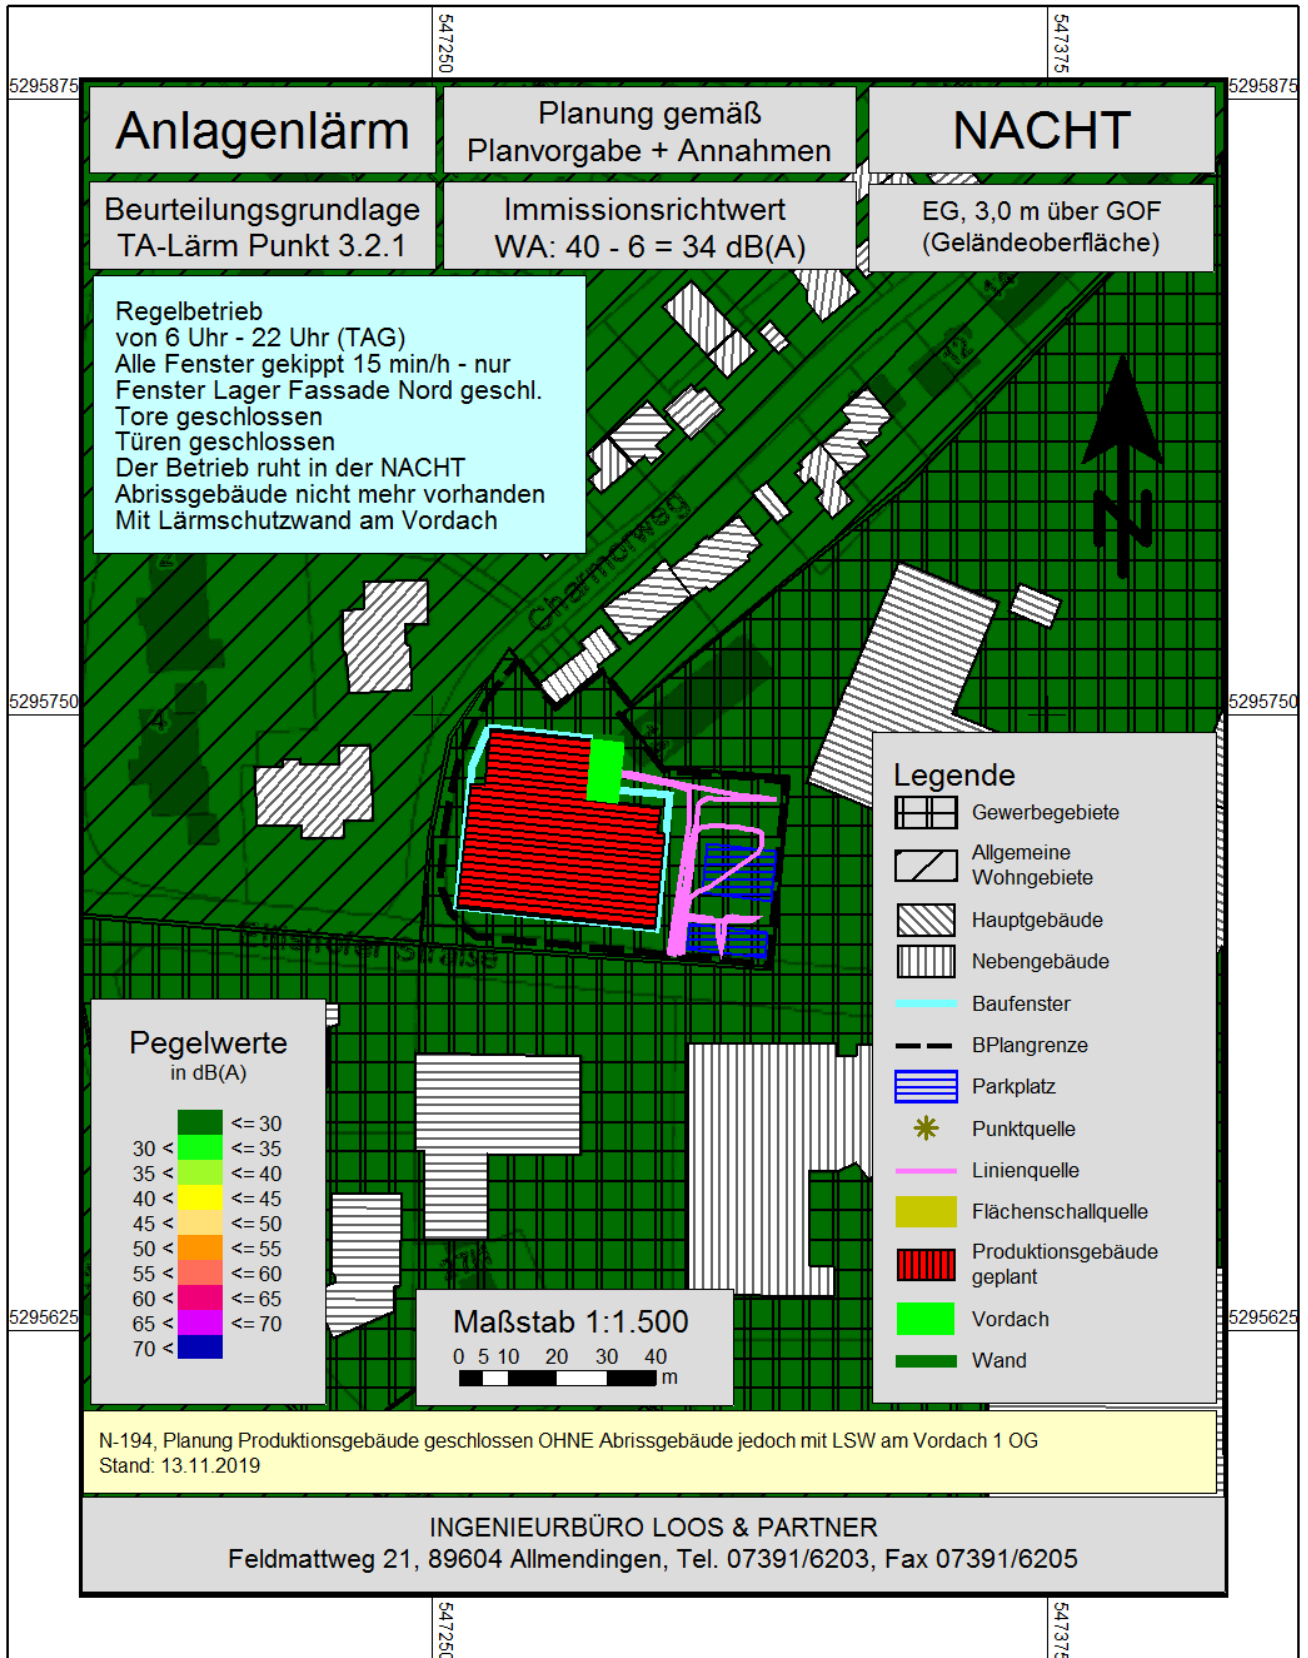 547250
547375
5295875
5295875
Anlagenlärm
Planung gemäß
Planvorgabe + Annahmen
NACHT
Beurteilungsgrundlage
TA-Lärm Punkt 3.2.1
Immissionsrichtwert
WA: 40 - 6 = 34 dB(A)
EG, 3,0 m über GOF
(Geländeoberfläche)
Regelbetrieb
von 6 Uhr - 22 Uhr (TAG)
Alle Fenster gekippt 15 min/h - nur
Fenster Lager Fassade Nord geschl.
Tore geschlossen
Türen geschlossen
Der Betrieb ruht in der NACHT
Abrissgebäude nicht mehr vorhanden
Mit Lärmschutzwand am Vordach
N
Charmorweg
5295750
5295750
4
Straße
Legende
Gewerbegebiete
Allgemeine
Wohngebiete
Hauptgebäude
Nebengebäude
Baufenster
BPlangrenze
Parkplatz
Punktquelle
Linienquelle
Flächenschallquelle
Produktionsgebäude
geplant
Vordach
Wand
Pegelwerte
in dB(A)
<= 30
30 < <= 35
35 < <= 40
40 < <= 45
45 < <= 50
50 < <= 55
55 < <= 60
60 < <= 65
65 < <= 70
70 <
5295625
5295625
Maßstab 1:1.500
0 5 10 20 30 40
m
N-194, Planung Produktionsgebäude geschlossen OHNE Abrissgebäude jedoch mit LSW am Vordach 1 OG
Stand: 13.11.2019
INGENIEURBÜRO LOOS & PARTNER
Feldmattweg 21, 89604 Allmendingen, Tel. 07391/6203, Fax 07391/6205
547250
547375